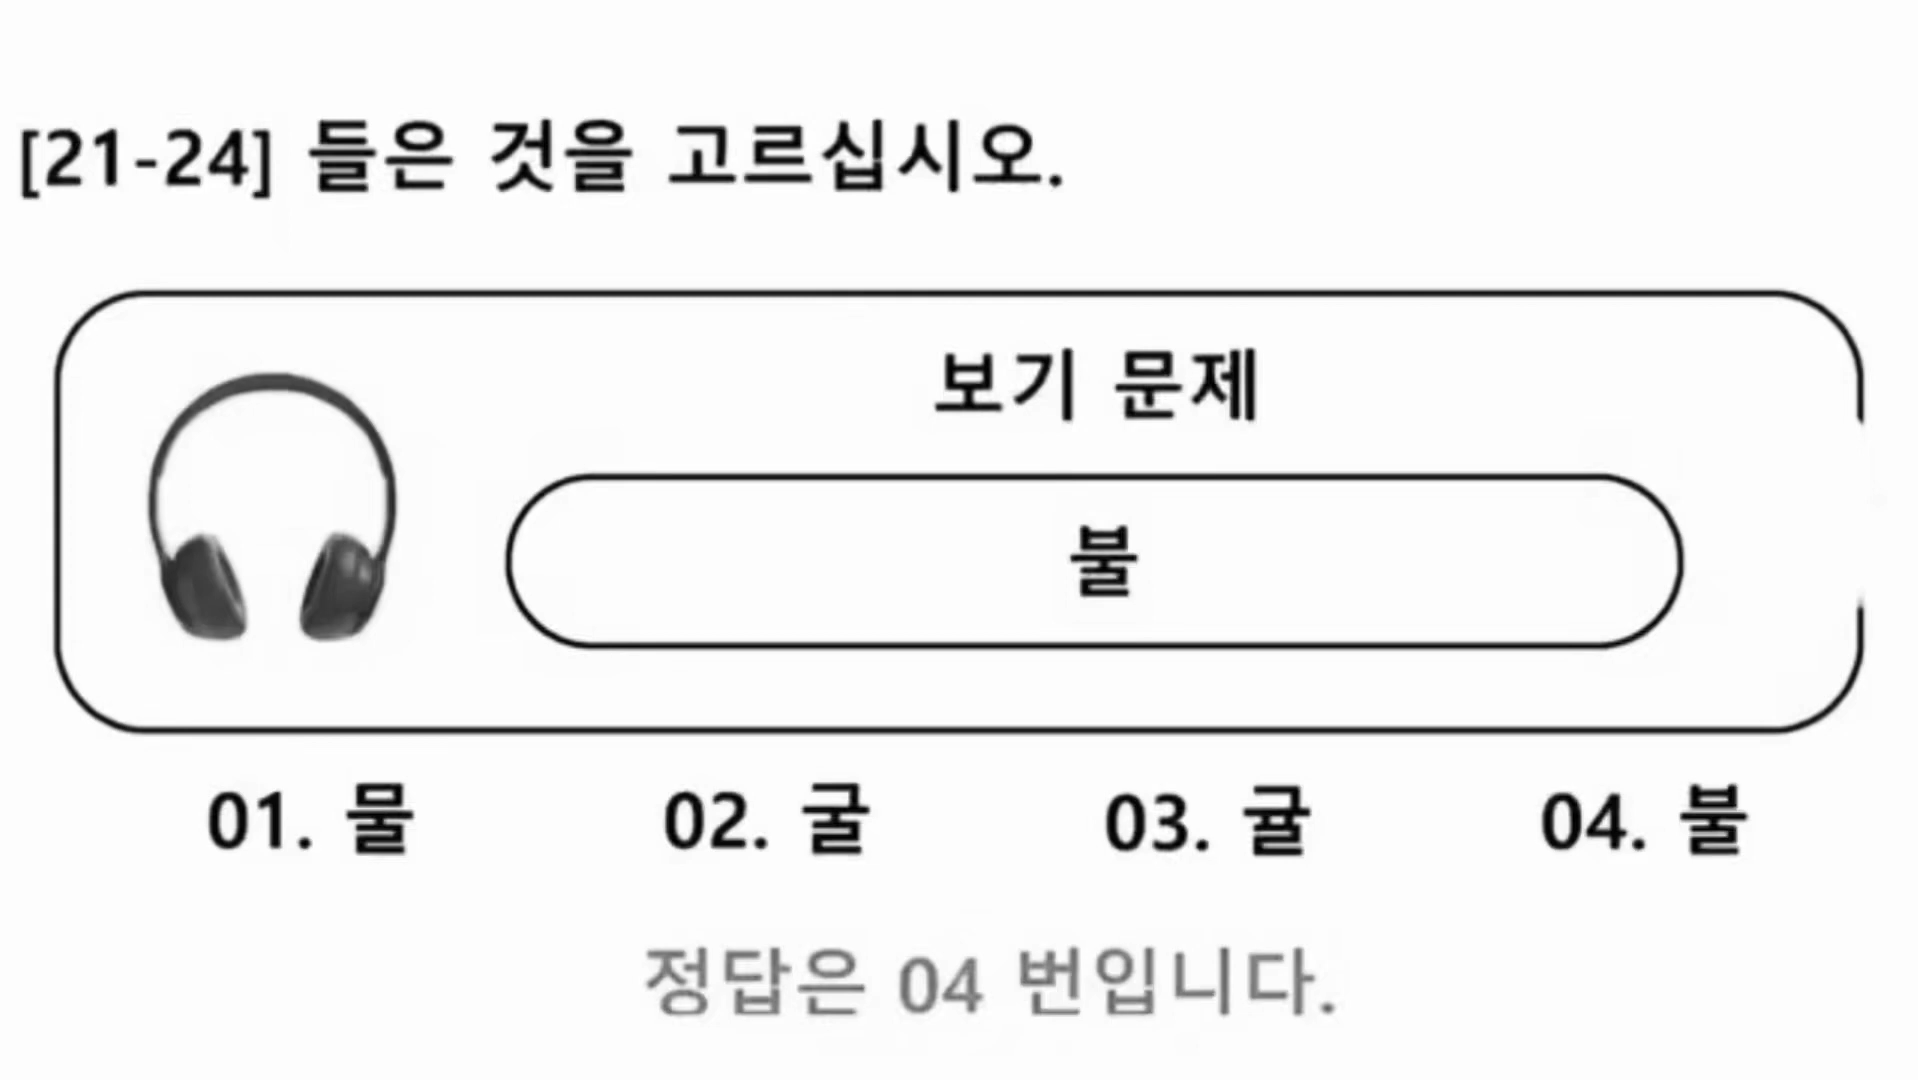 [21-24] 들은 것을 고르십시오.
보기 문제
불
01. 물 02. 굴 03. 귤 04. 불
정답은 04 번입니다.